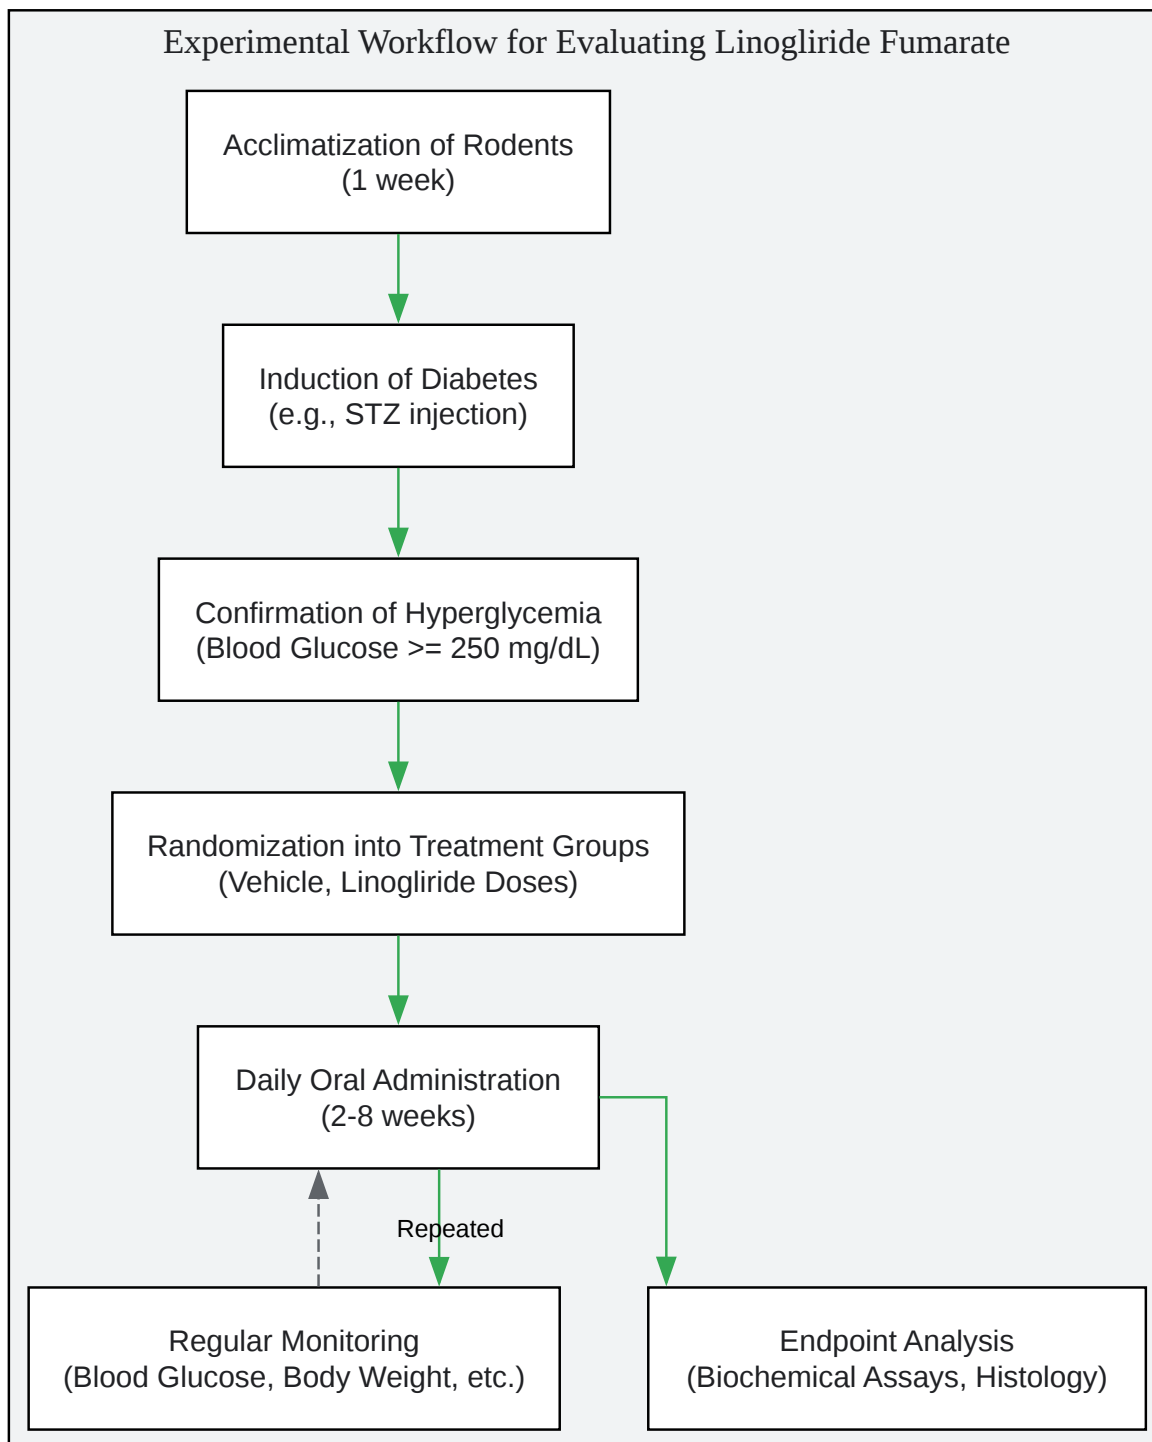 Experimental Workflow for Evaluating Linogliride Fumarate
Acclimatization of Rodents
(1 week)
Induction of Diabetes
(e.g., STZ injection)
Confirmation of Hyperglycemia
(Blood Glucose >= 250 mg/dL)
Randomization into Treatment Groups
(Vehicle, Linogliride Doses)
Daily Oral Administration
(2-8 weeks)
Repeated
Regular Monitoring
(Blood Glucose, Body Weight, etc.)
Endpoint Analysis
(Biochemical Assays, Histology)